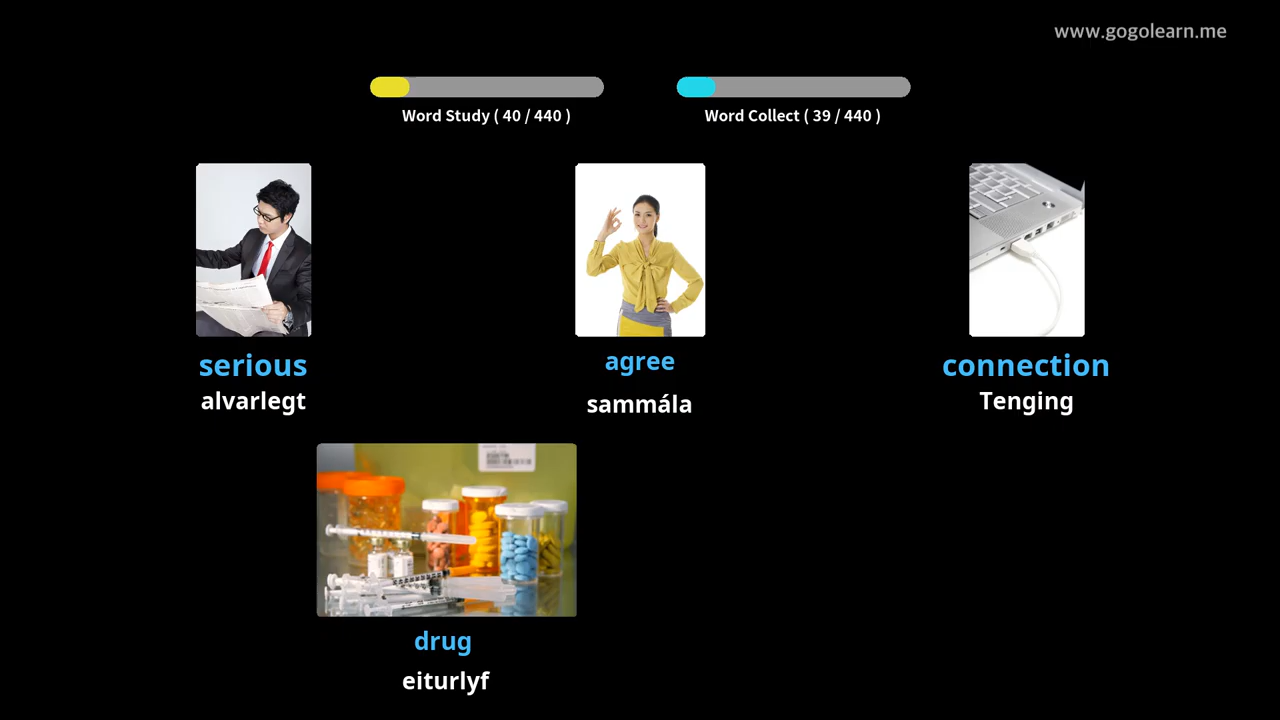 www.gogolearn.me
Word Study ( 40 / 440 )
Word Collect ( 39 / 440 )
serious
alvarlegt
agree
sammála
connection
Tenging
drug
eiturlyf